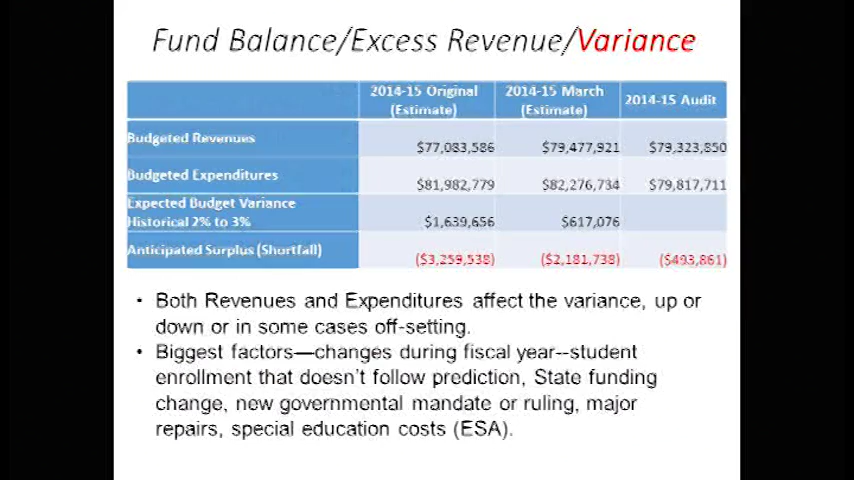 Fund Balance/Excess Revenue/Variance
2014-15 Original (Estimate) 2014-15 March (Estimate) 2014-15 Audit
Budgeted Revenues $77,083,586 $79,477,921 $79,323,850
Budgeted Expenditures $81,982,779 $82,276,734 $79,817,711
Expected Budget Variance
Historical 2% to 3% $1,639,656 $617,076
Anticipated Surplus (Shortfall) ($3,259,538) ($2,181,738) ($493,861)
• Both Revenues and Expenditures affect the variance, up or
down or in some cases off-setting.
• Biggest factors—changes during fiscal year--student
enrollment that doesn't follow prediction, State funding
change, new governmental mandate or ruling, major
repairs, special education costs (ESA).